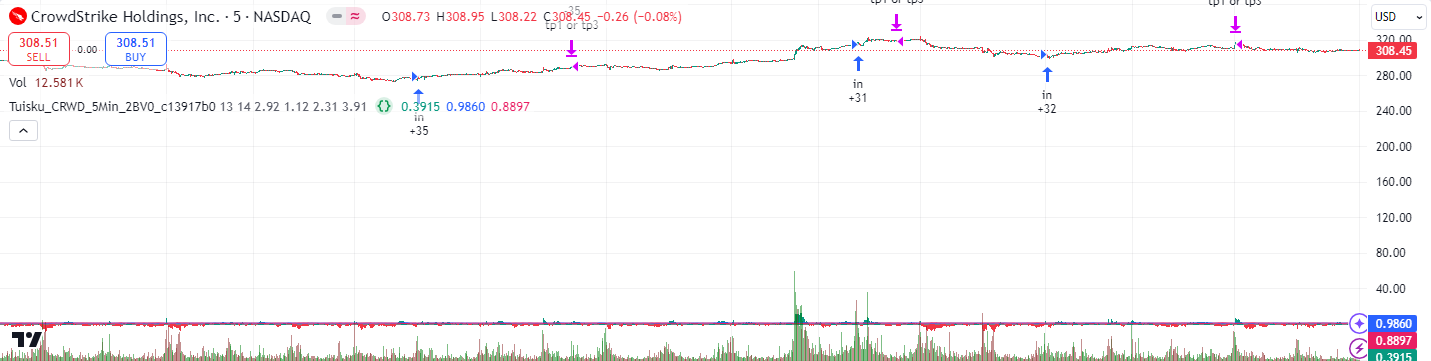 CrowdStrike Holdings, Inc. · 5 · NASDAQ O308.73 H308.95 L308.22 C308.45 −0.26 (−0.08%)
308.51 SELL 0.00 308.51 BUY
Vol 12.581 K
Tuisku_CRWD_5Min_2BV0_c13917b0 13 14 2.92 1.12 2.31 3.91 {} 0.3915 0.9860 0.8897
in
+35
-35
tp1 or tp3
tp1 or tp3
in
+31
in
+32
tp1 or tp3
USD
320.00
308.45
280.00
240.00
200.00
160.00
120.00
80.00
40.00
0.9860
0.8897
0.3915